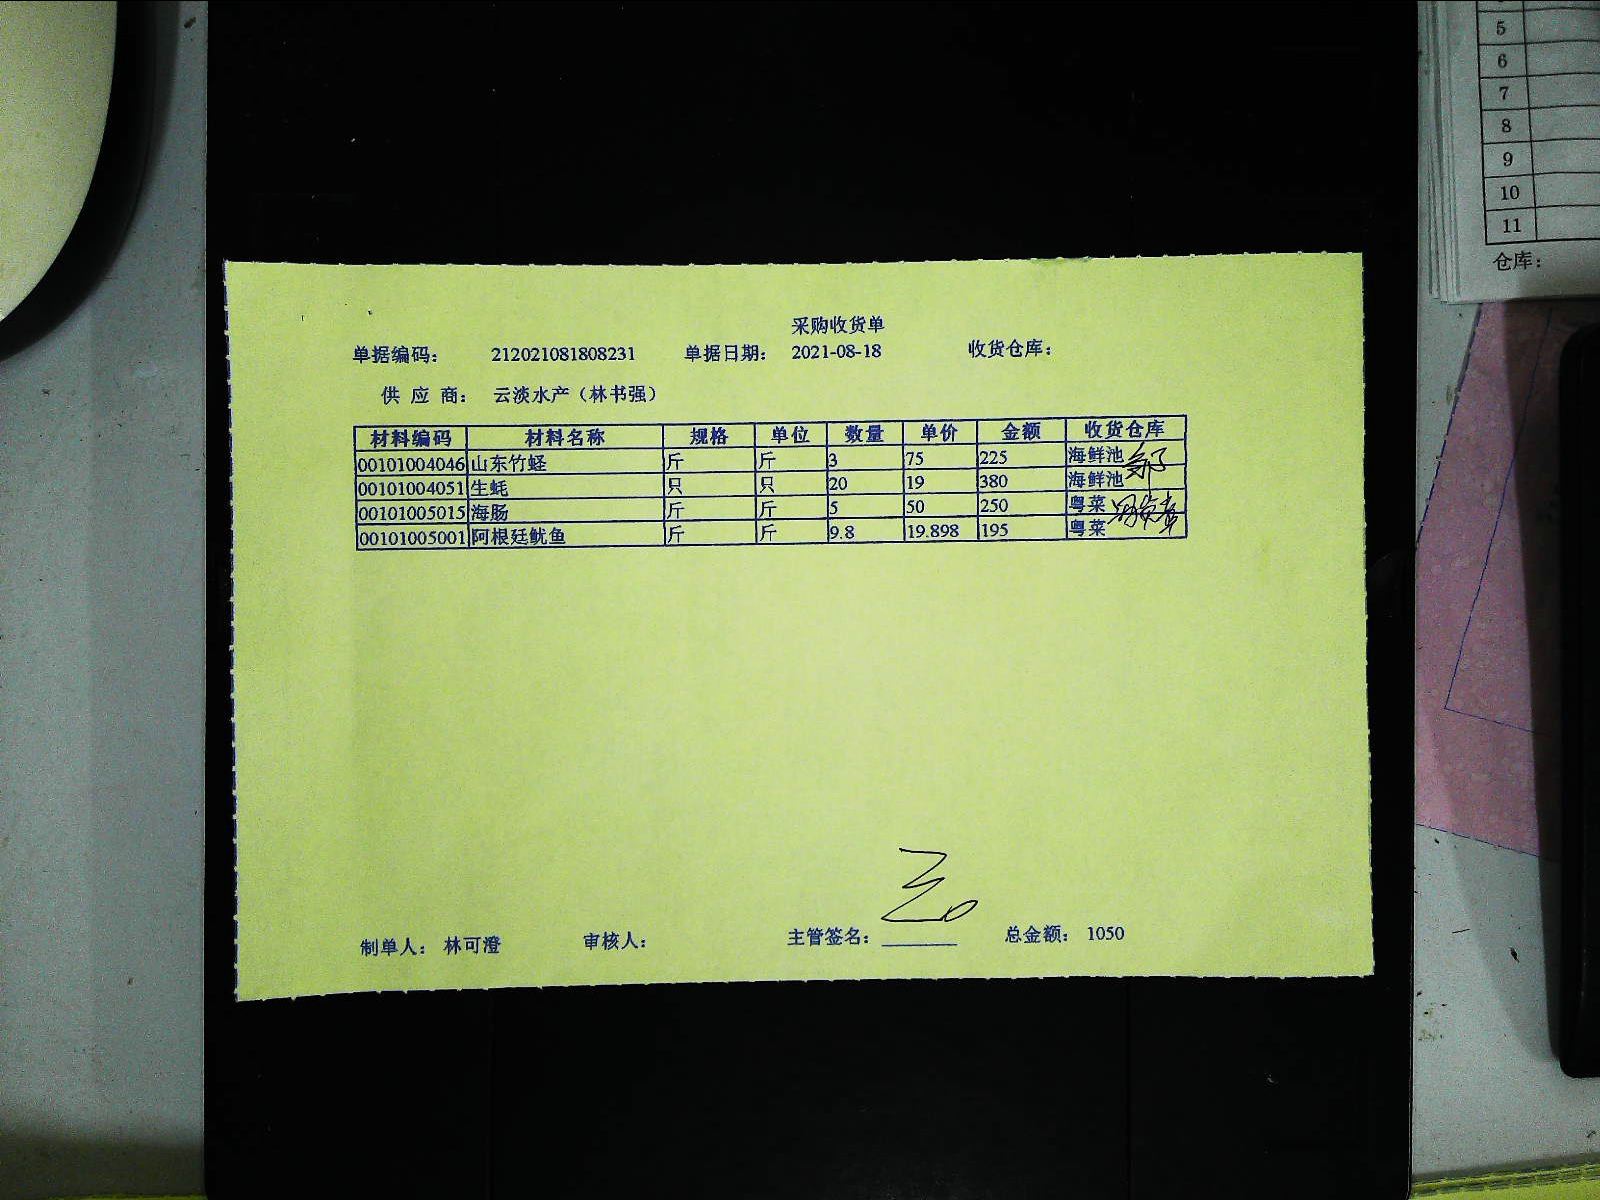 采购收货单
单据编码： 212021081808231 单据日期： 2021-08-18 收货仓库：
供 应 商： 云淡水产（林书强）
材料编码 材料名称 规格 单位 数量 单价 金额 收货仓库
00101004046 山东竹蛏 斤 斤 3 75 225 海鲜池
00101004051 生蚝 只 只 20 19 380 海鲜池
00101005015 海肠 斤 斤 5 50 250 粤菜
00101005001 阿根廷鱿鱼 斤 斤 9.8 19.898 195 粤菜
制单人： 林可澄 审核人： 主管签名： 总金额： 1050
5
6
7
8
9
10
11
仓库：